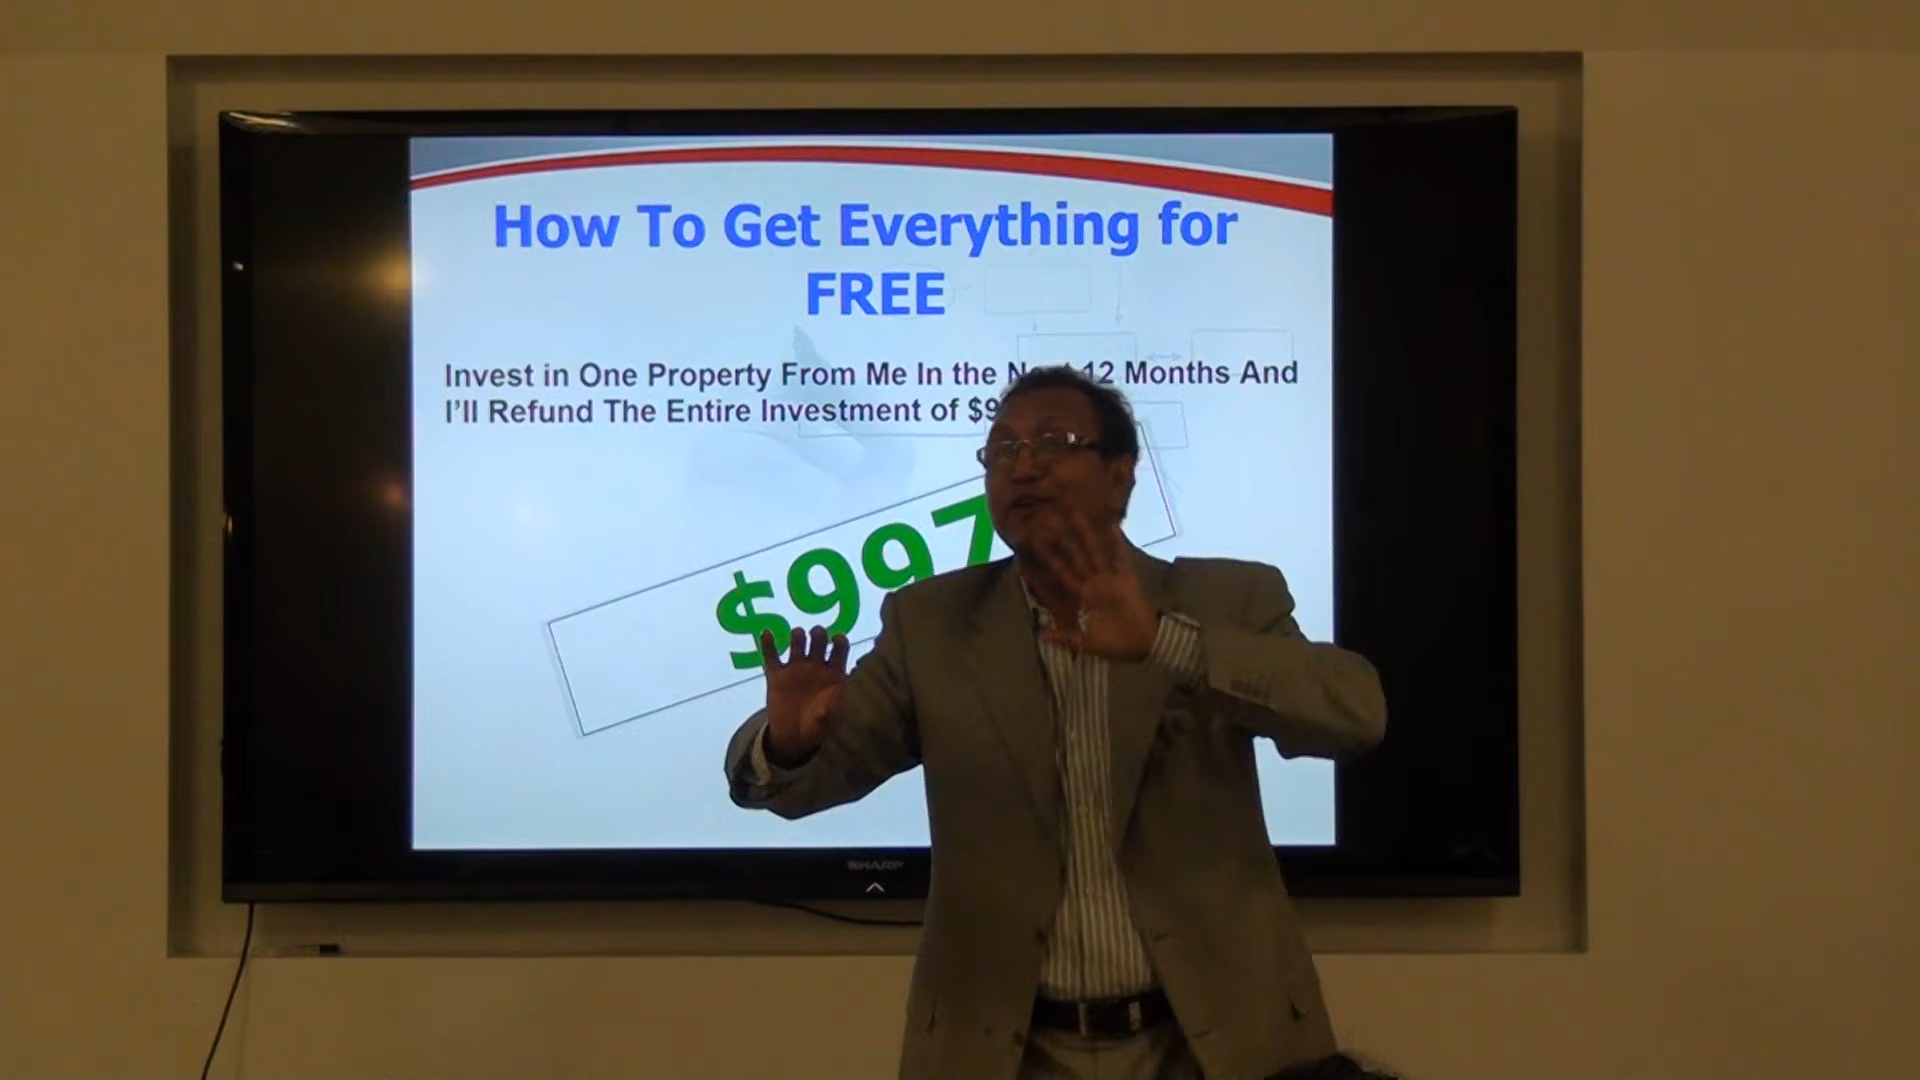 How To Get Everything for
FREE
Invest in One Property From Me In the 12 Months And
I'll Refund The Entire Investment of
$997
SHARP